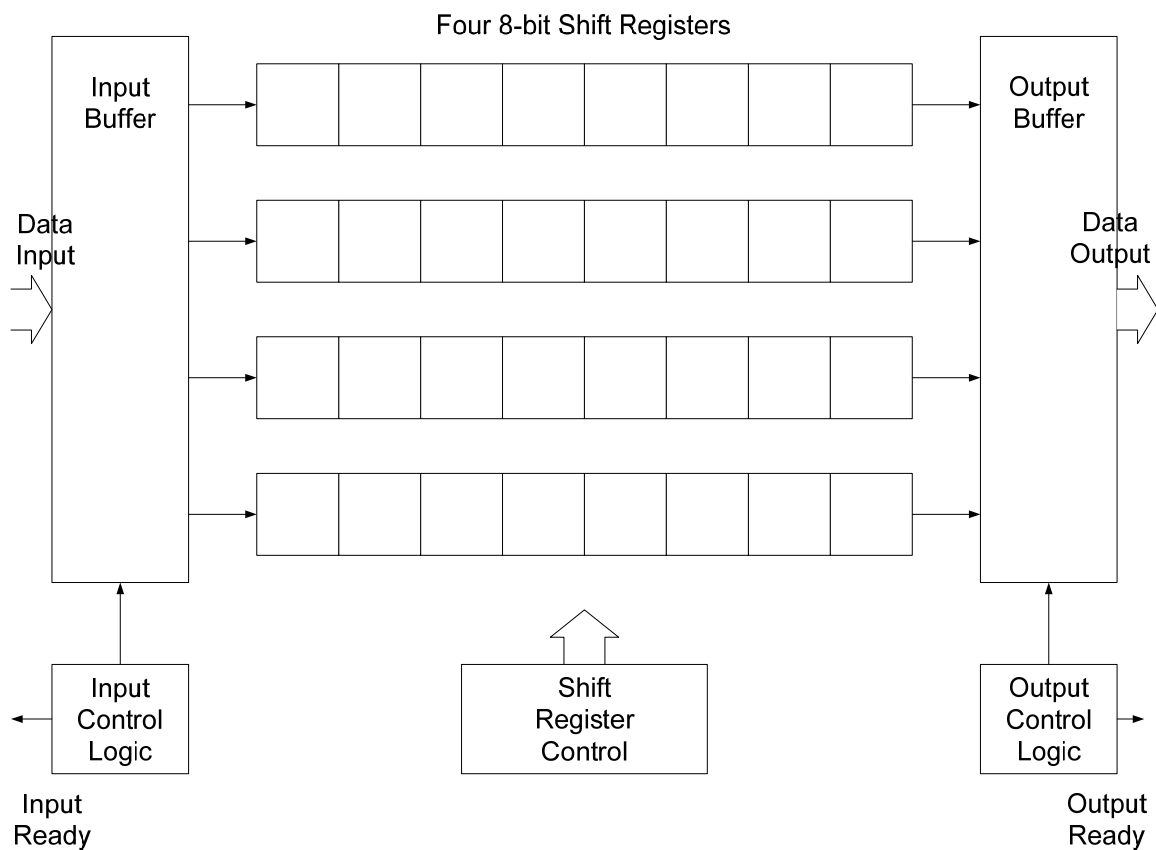 Four 8-bit Shift Registers
Input
Buffer
Output
Buffer
Data
Input
Data
Output
Input
Control
Logic
Shift
Register
Control
Output
Control
Logic
Input
Ready
Output
Ready